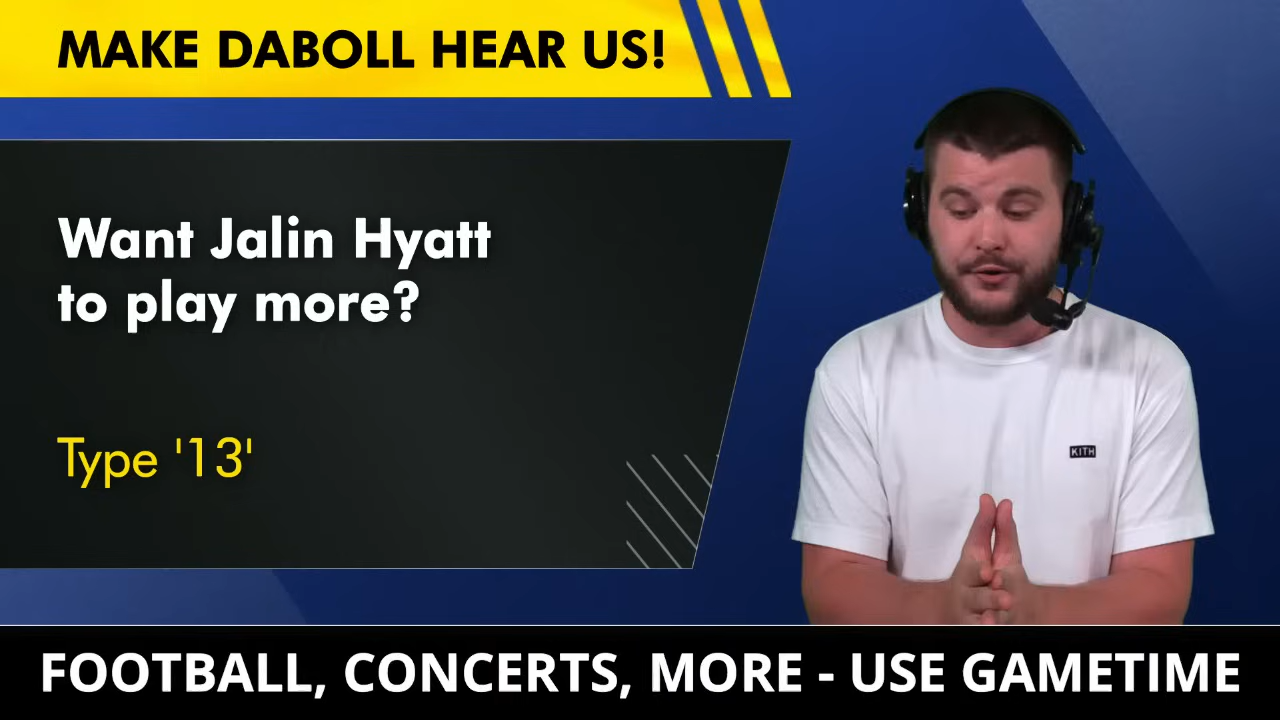 MAKE DABOLL HEAR US!
Want Jalin Hyatt
to play more?
Type '13'
KITH
FOOTBALL, CONCERTS, MORE - USE GAMETIME